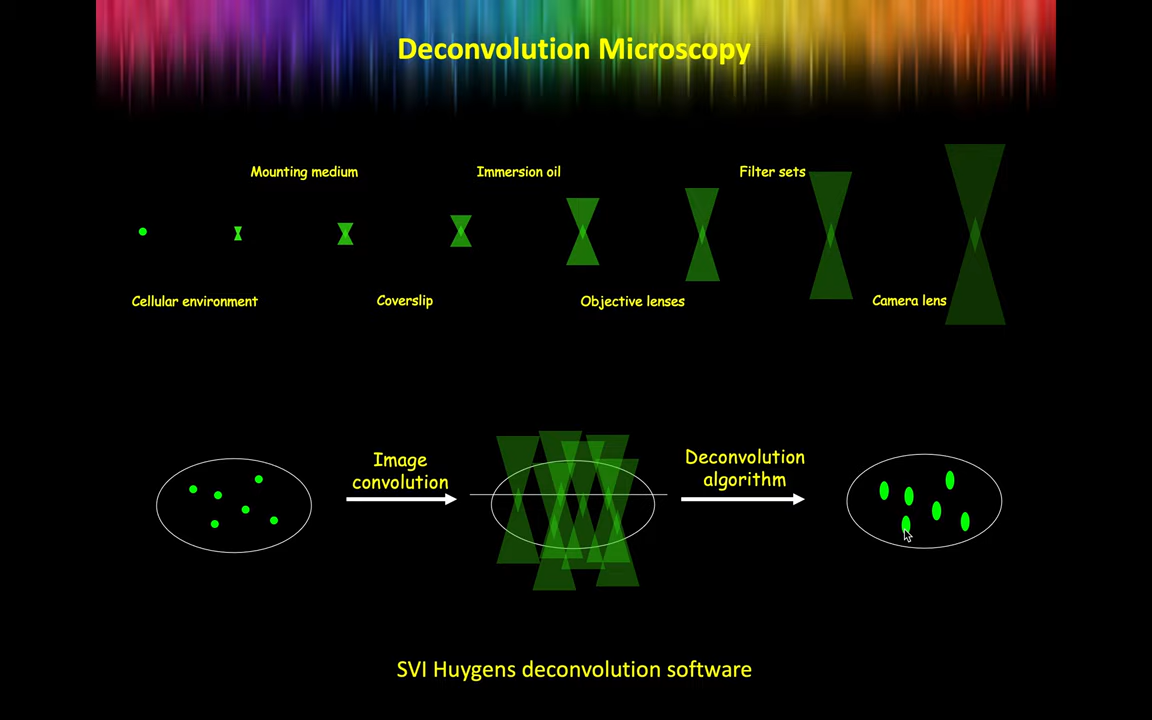 Deconvolution Microscopy
Mounting medium
Immersion oil
Filter sets
Cellular environment
Coverslip
Objective lenses
Camera lens
Image
convolution
Deconvolution
algorithm
SVI Huygens deconvolution software